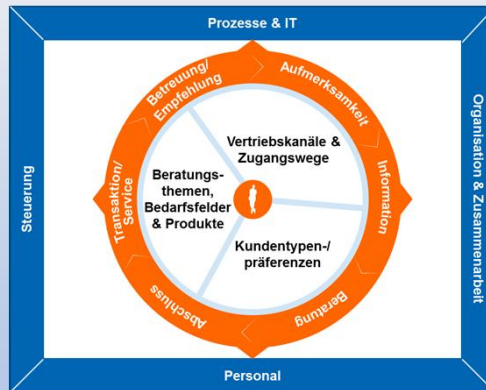 Prozesse & IT
Betreuung/
Empfehlung
Aufmerksamkeit
Steuerung
Transaktion/
Service
Beratungs-
themen,
Bedarfsfelder
& Produkte
Vertriebskanäle &
Zugangswege
Kundentypen-/
präferenzen
Information
Organisation & Zusammenarbeit
Abschluss
Beratung
Personal